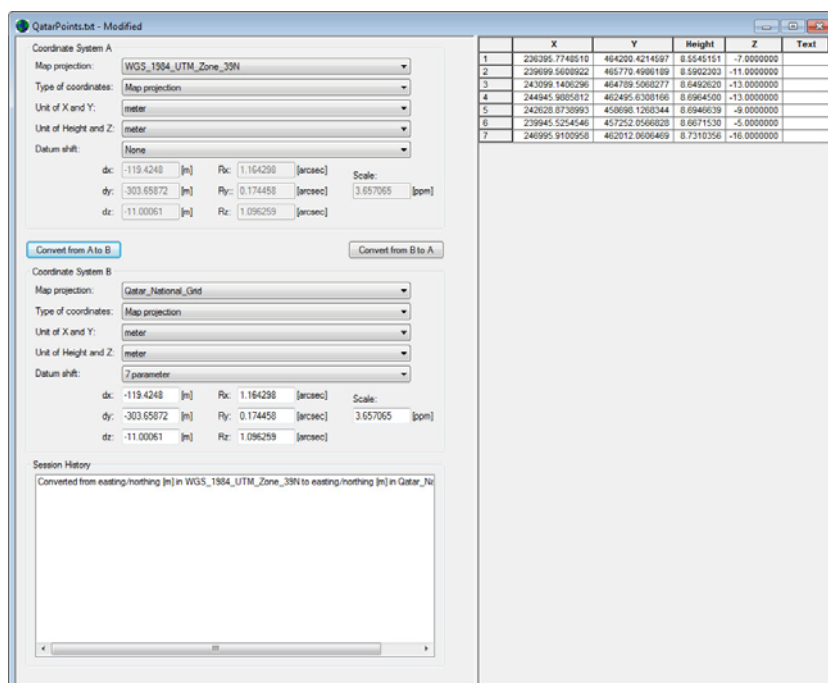 QatarPoints.txt - Modified
Coordinate System A
Map projection: WGS_1984_UTM_Zone_39N
Type of coordinates: Map projection
Unit of X and Y: meter
Unit of Height and Z: meter
Datum shift: None
dx: -119.4248 [m] Rx: 1.164298 [arcsec] Scale:
dy: -303.65872 [m] Ry:: 0.174458 [arcsec] 3.657065 [ppm]
dz: -11.00061 [m] Rz: 1.096259 [arcsec]
Convert from A to B Convert from B to A
Coordinate System B
Map projection: Qatar_National_Grid
Type of coordinates: Map projection
Unit of X and Y: meter
Unit of Height and Z: meter
Datum shift: 7 parameter
dx: -119.4248 [m] Rx: 1.164298 [arcsec] Scale:
dy: -303.65872 [m] Ry: 0.174458 [arcsec] 3.657065 [ppm]
dz: -11.00061 [m] Rz: 1.096259 [arcsec]
Session History
Converted from easting/northing [m] in WGS_1984_UTM_Zone_39N to easting/northing [m] in Qatar_Na
X Y Height Z Text
1 236395.7748510 464200.4214597 8.5545151 -7.0000000
2 239699.5608922 465770.4986189 8.5902303 -11.0000000
3 243099.1406296 464789.5068277 8.6492620 -13.0000000
4 244945.9885812 462495.6308166 8.6964500 -13.0000000
5 242628.8738993 458698.1268344 8.6946639 -9.0000000
6 239945.5254546 457252.0566828 8.6671530 -5.0000000
7 246995.9100958 462012.0606469 8.7310356 -16.0000000